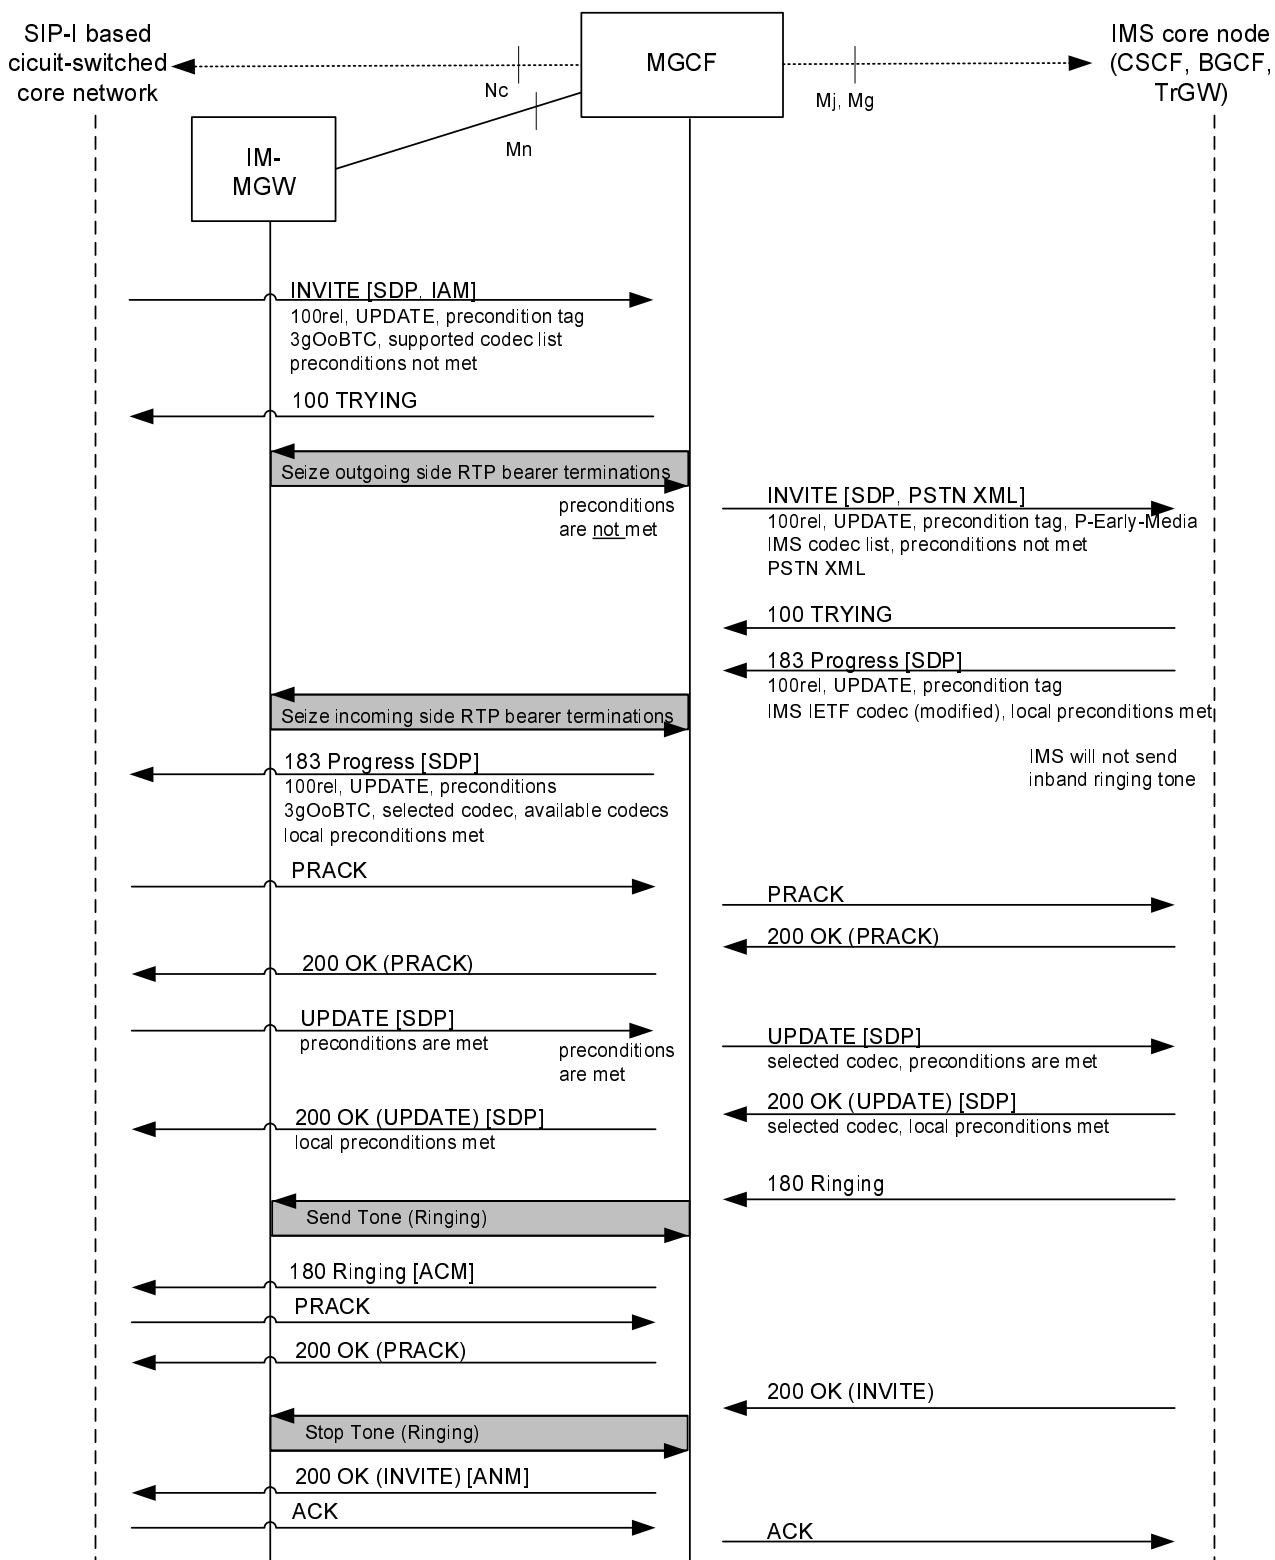 SIP-I based
cicuit-switched
core network
MGCF
IMS core node
(CSCF, BGCF,
TrGW)
Nc
Mj, Mg
Mn
IM-
MGW
INVITE [SDP, IAM]
100rel, UPDATE, precondition tag
3gOoBTC, supported codec list
preconditions not met
100 TRYING
Seize outgoing side RTP bearer terminations
preconditions
are not met
INVITE [SDP, PSTN XML]
100rel, UPDATE, precondition tag, P-Early-Media
IMS codec list, preconditions not met
PSTN XML
100 TRYING
183 Progress [SDP]
100rel, UPDATE, precondition tag
IMS IETF codec (modified), local preconditions met
Seize incoming side RTP bearer terminations
IMS will not send
inband ringing tone
183 Progress [SDP]
100rel, UPDATE, preconditions
3gOoBTC, selected codec, available codecs
local preconditions met
PRACK
PRACK
200 OK (PRACK)
200 OK (PRACK)
UPDATE [SDP]
preconditions are met
preconditions
are met
UPDATE [SDP]
selected codec, preconditions are met
200 OK (UPDATE) [SDP]
selected codec, local preconditions met
200 OK (UPDATE) [SDP]
local preconditions met
180 Ringing
Send Tone (Ringing)
180 Ringing [ACM]
PRACK
200 OK (PRACK)
200 OK (INVITE)
Stop Tone (Ringing)
200 OK (INVITE) [ANM]
ACK
ACK